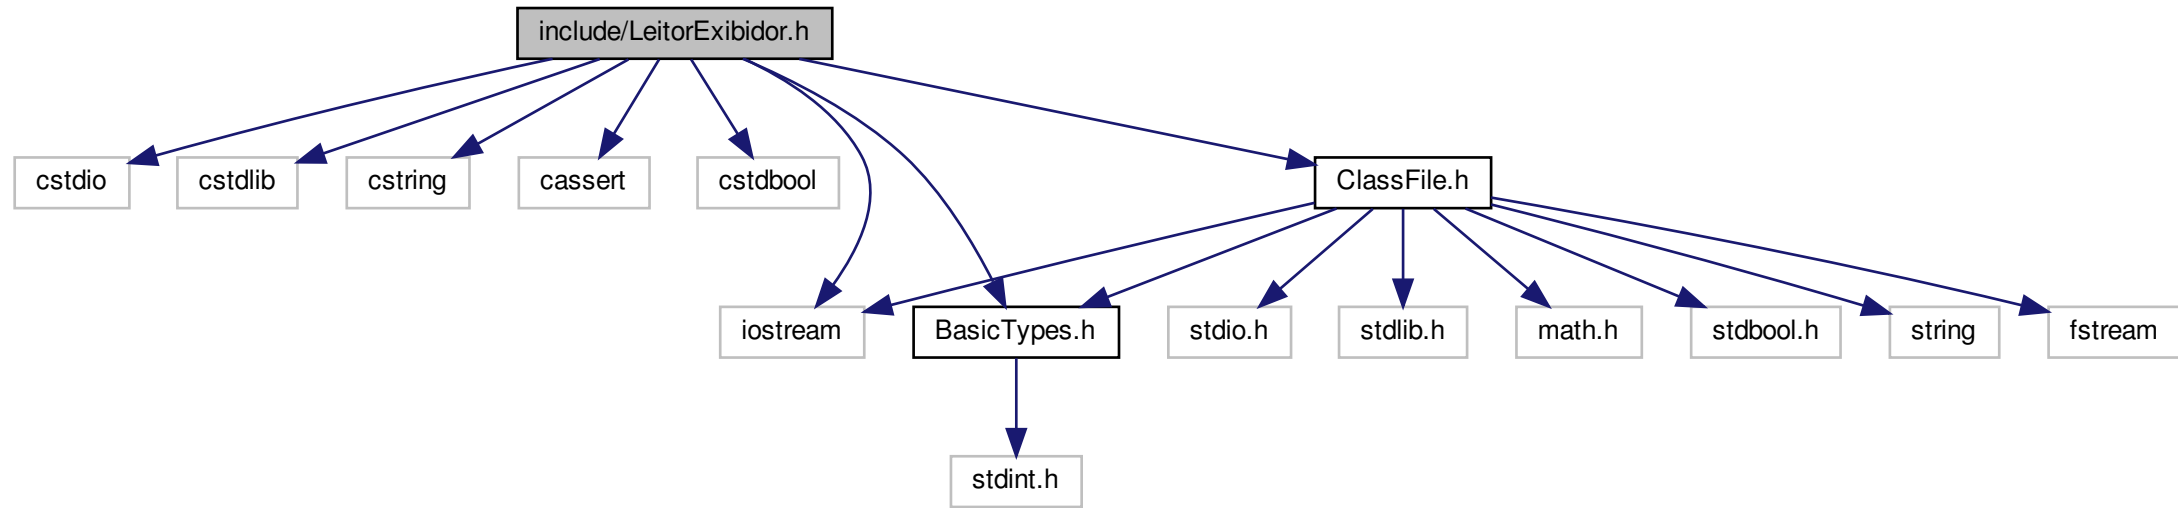 include/LeitorExibidor.h
cstdio
cstdlib
cstring
cassert
cstdbool
ClassFile.h
iostream
BasicTypes.h
stdio.h
stdlib.h
math.h
stdbool.h
string
fstream
stdint.h